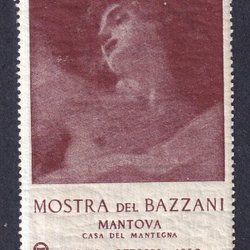 MOSTRA DEL BAZZANI
MANTOVA
CASA DEL MANTEGNA